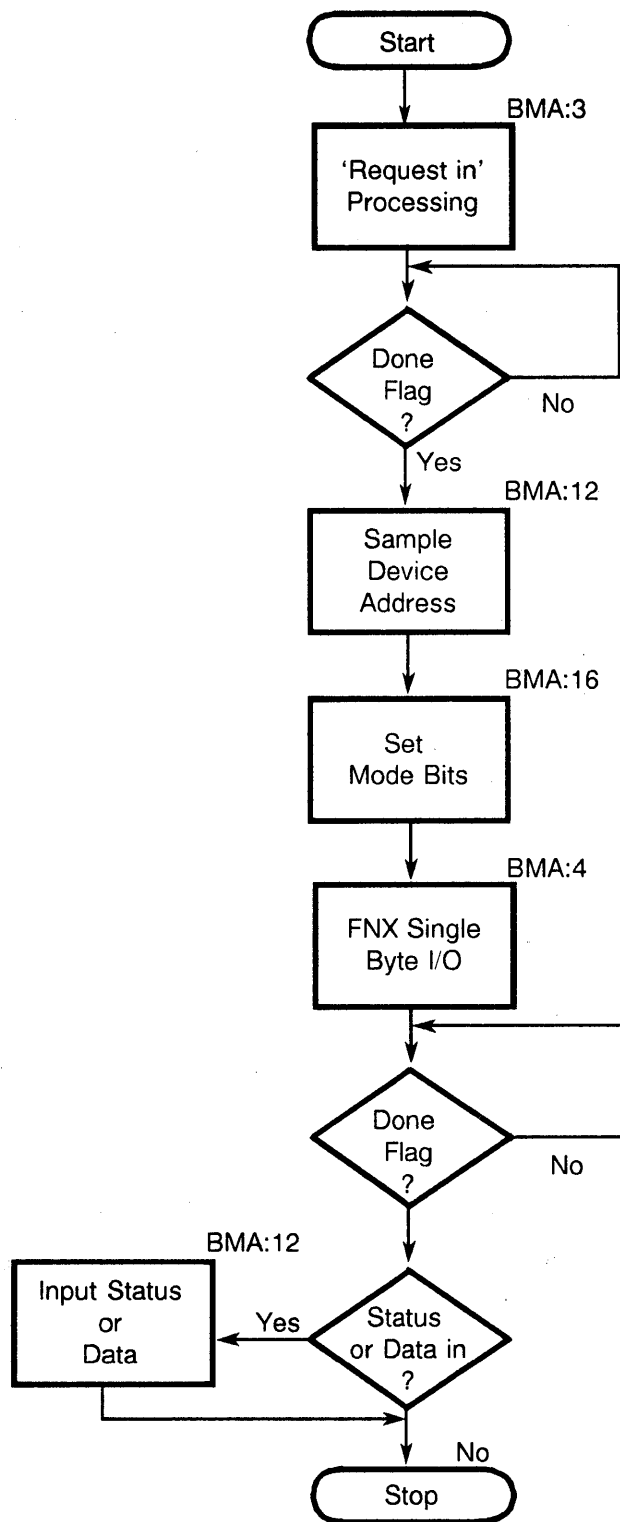 Start
BMA:3
‘Request in’
Processing
Done
Flag
?
No
Yes
BMA:12
Sample
Device
Address
BMA:16
Set
Mode Bits
BMA:4
FNX Single
Byte I/O
Done
Flag
?
No
BMA:12
Input Status
or
Data
Yes
Status
or Data in
?
No
Stop